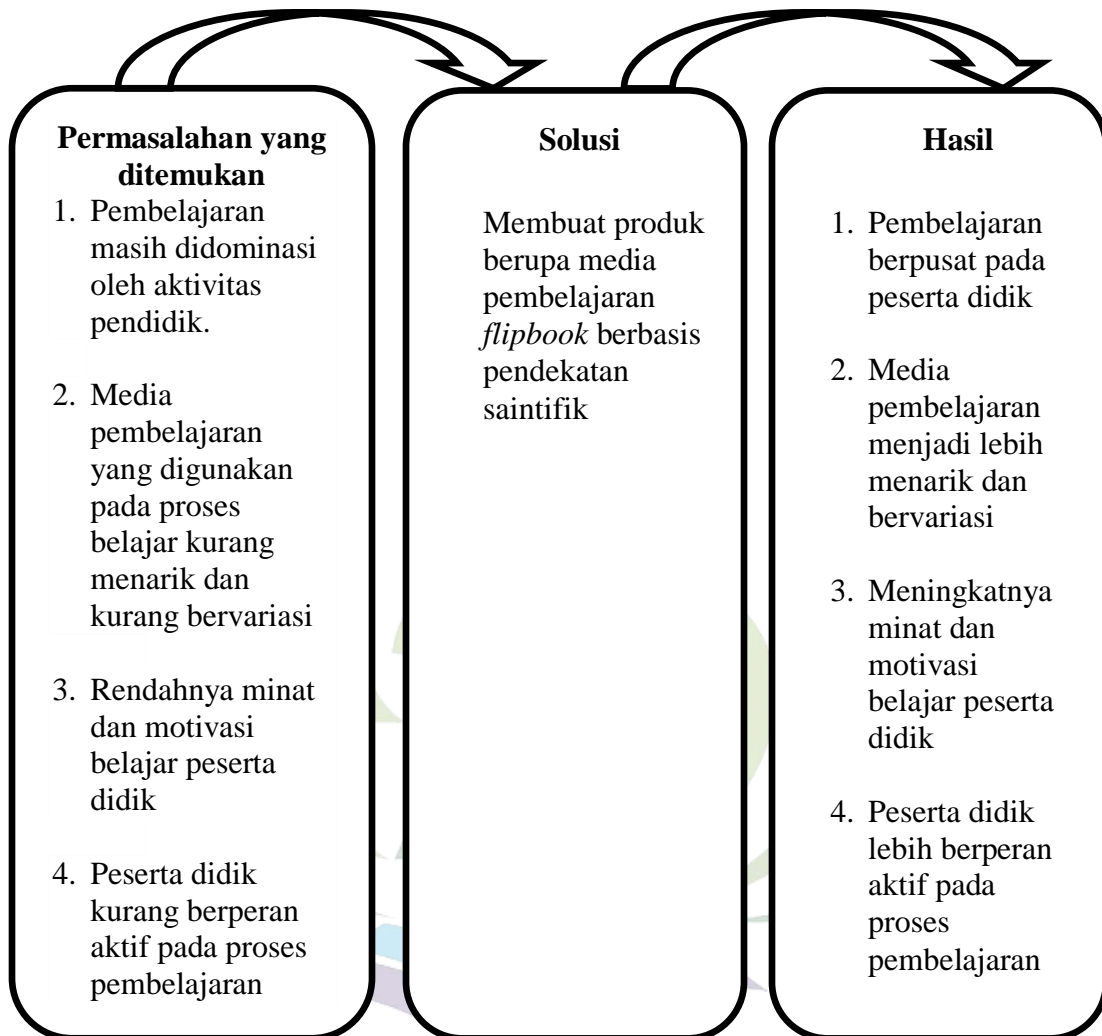 Permasalahan yang
ditemukan
1. Pembelajaran
masih didominasi
oleh aktivitas
pendidik.
2. Media
pembelajaran
yang digunakan
pada proses
belajar kurang
menarik dan
kurang bervariasi
3. Rendahnya minat
dan motivasi
belajar peserta
didik
4. Peserta didik
kurang berperan
aktif pada proses
pembelajaran
Solusi
Membuat produk
berupa media
pembelajaran
flipbook berbasis
pendekatan
saintifik
Hasil
1. Pembelajaran
berpusat pada
peserta didik
2. Media
pembelajaran
menjadi lebih
menarik dan
bervariasi
3. Meningkatnya
minat dan
motivasi
belajar peserta
didik
4. Peserta didik
lebih berperan
aktif pada
proses
pembelajaran